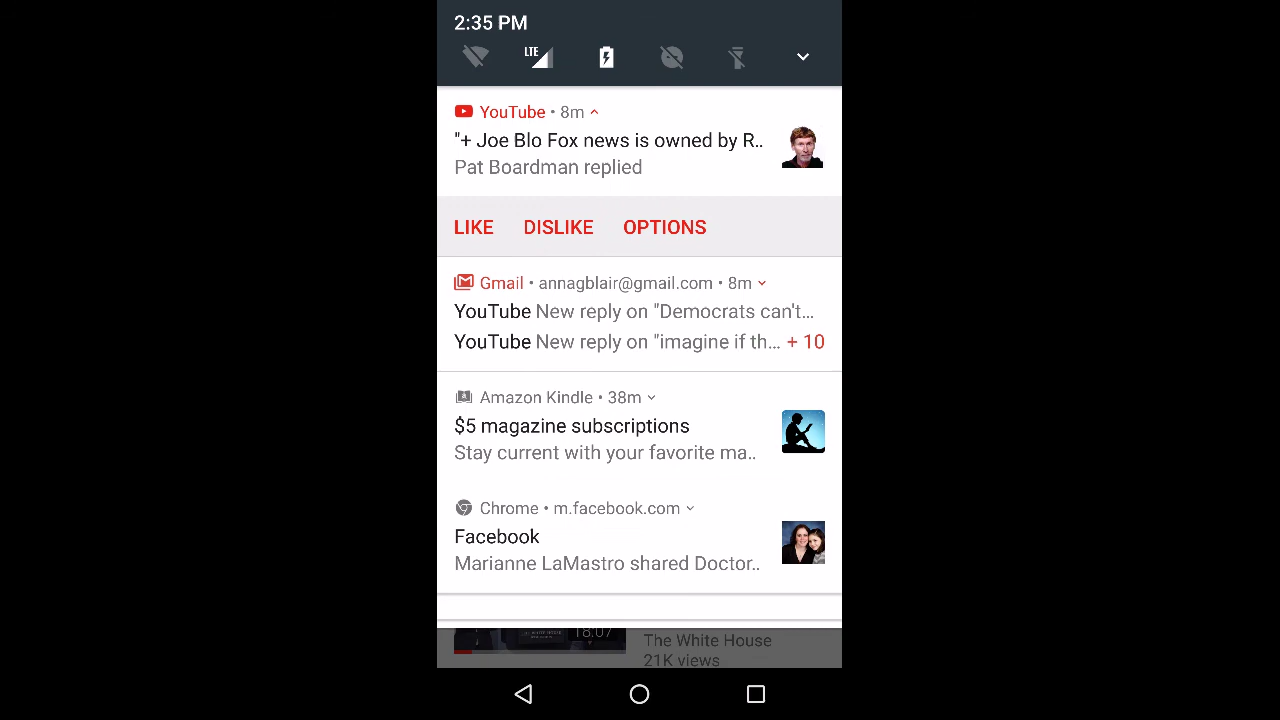 2:35 PM
LTE
YouTube • 8m
"+ Joe Blo Fox news is owned by R..
Pat Boardman replied
LIKE DISLIKE OPTIONS
Gmail • annagblair@gmail.com • 8m
YouTube New reply on "Democrats can't...
YouTube New reply on "imagine if th... + 10
Amazon Kindle • 38m
$5 magazine subscriptions
Stay current with your favorite ma..
Chrome • m.facebook.com
Facebook
Marianne LaMastro shared Doctor..
18:07
The White House
21K views